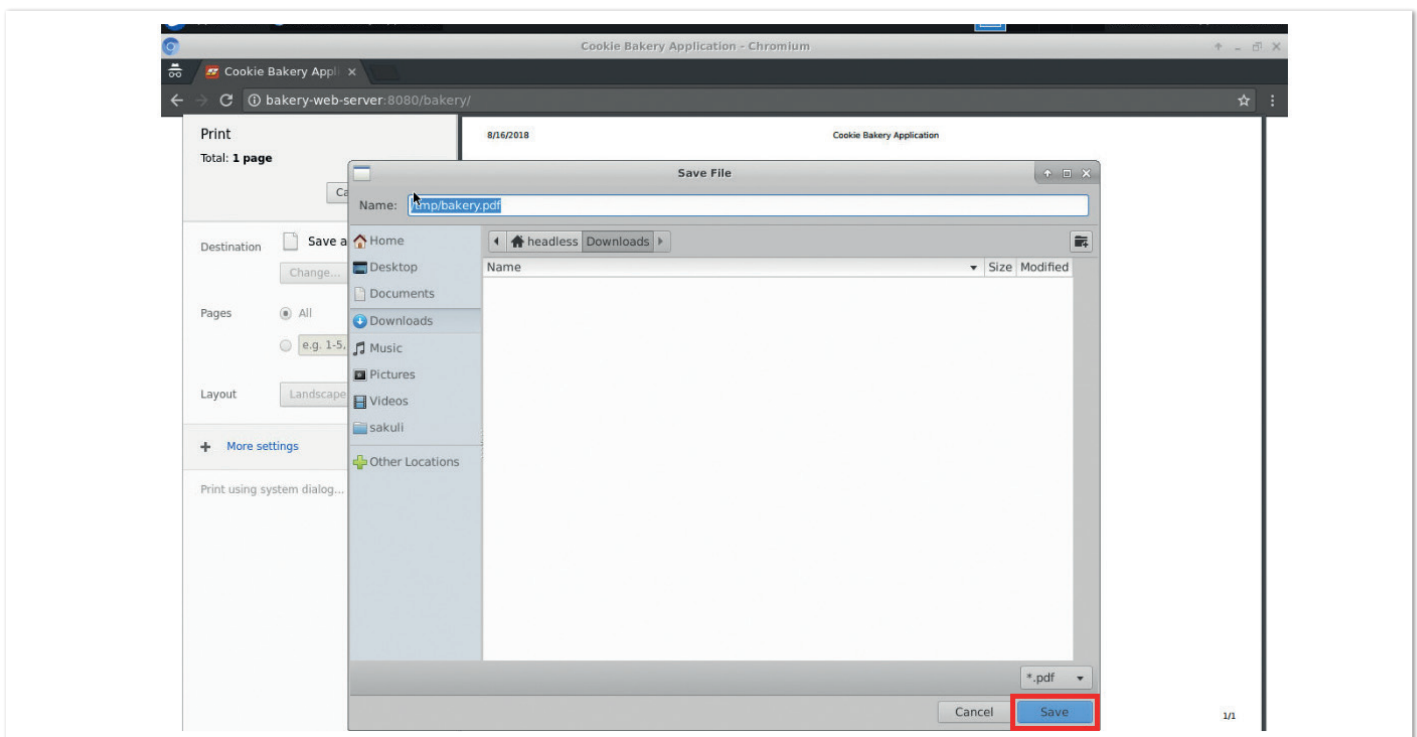 Cookie Bakery Application - Chromium
Cookie Bakery Appl
bakery-web-server:8080/bakery/
Print
Total: 1 page
8/16/2018 Cookie Bakery Application
Save File
Ca
Name: /tmp/bakery.pdf
Destination Save a
Change...
Home
Desktop
Documents
Downloads
Music
Pictures
Videos
sakuli
Other Locations
headless Downloads
Name Size Modified
Pages All
e.g. 1-5,
Layout Landscape
+ More settings
Print using system dialog...
*.pdf
Cancel Save
1/1